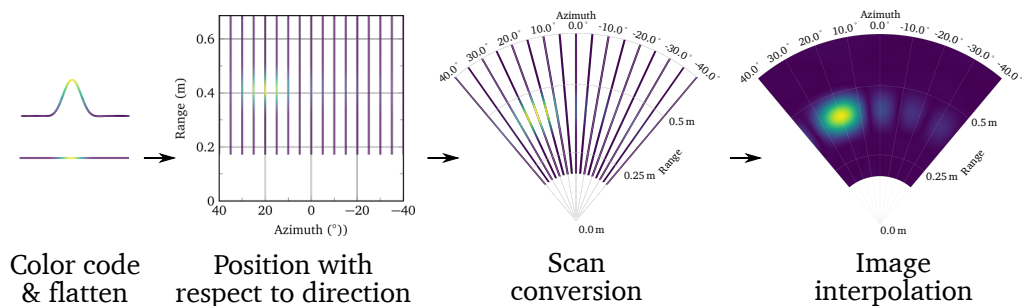 0.6
0.4
0.2
0
Range (m)
40 20 0 −20 −40
Azimuth (°))
Azimuth
40.0° 30.0° 20.0° 10.0° 0.0° -10.0° -20.0° -30.0° -40.0°
0.5 m
Range
0.25 m
0.0 m
Azimuth
40.0° 30.0° 20.0° 10.0° 0.0° -10.0° -20.0° -30.0° -40.0°
0.5 m
Range
0.25 m
0.0 m
Color code
& flatten
Position with
respect to direction
Scan
conversion
Image
interpolation